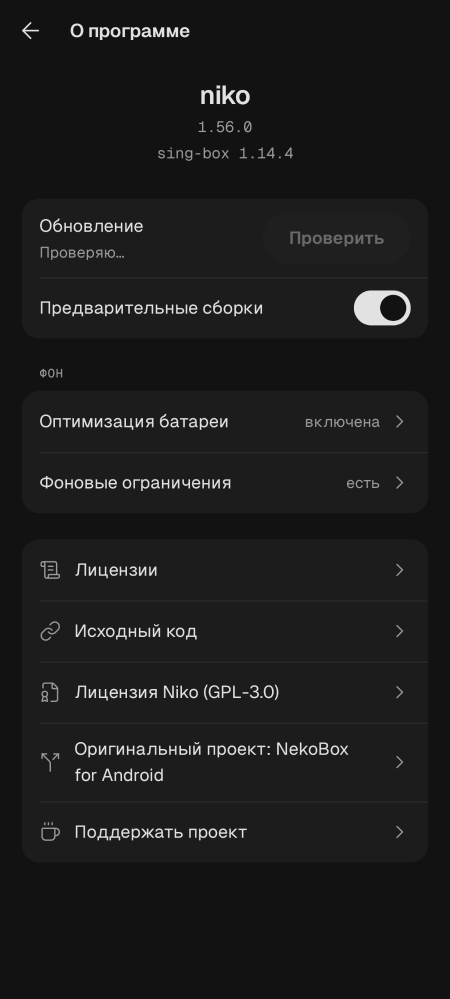 О программе
niko
1.56.0
sing-box 1.14.4
Обновление
Проверяю…
Проверить
Предварительные сборки
ФОН
Оптимизация батареи
включена
Фоновые ограничения
есть
Лицензии
Исходный код
Лицензия Niko (GPL-3.0)
Оригинальный проект: NekoBox
for Android
Поддержать проект